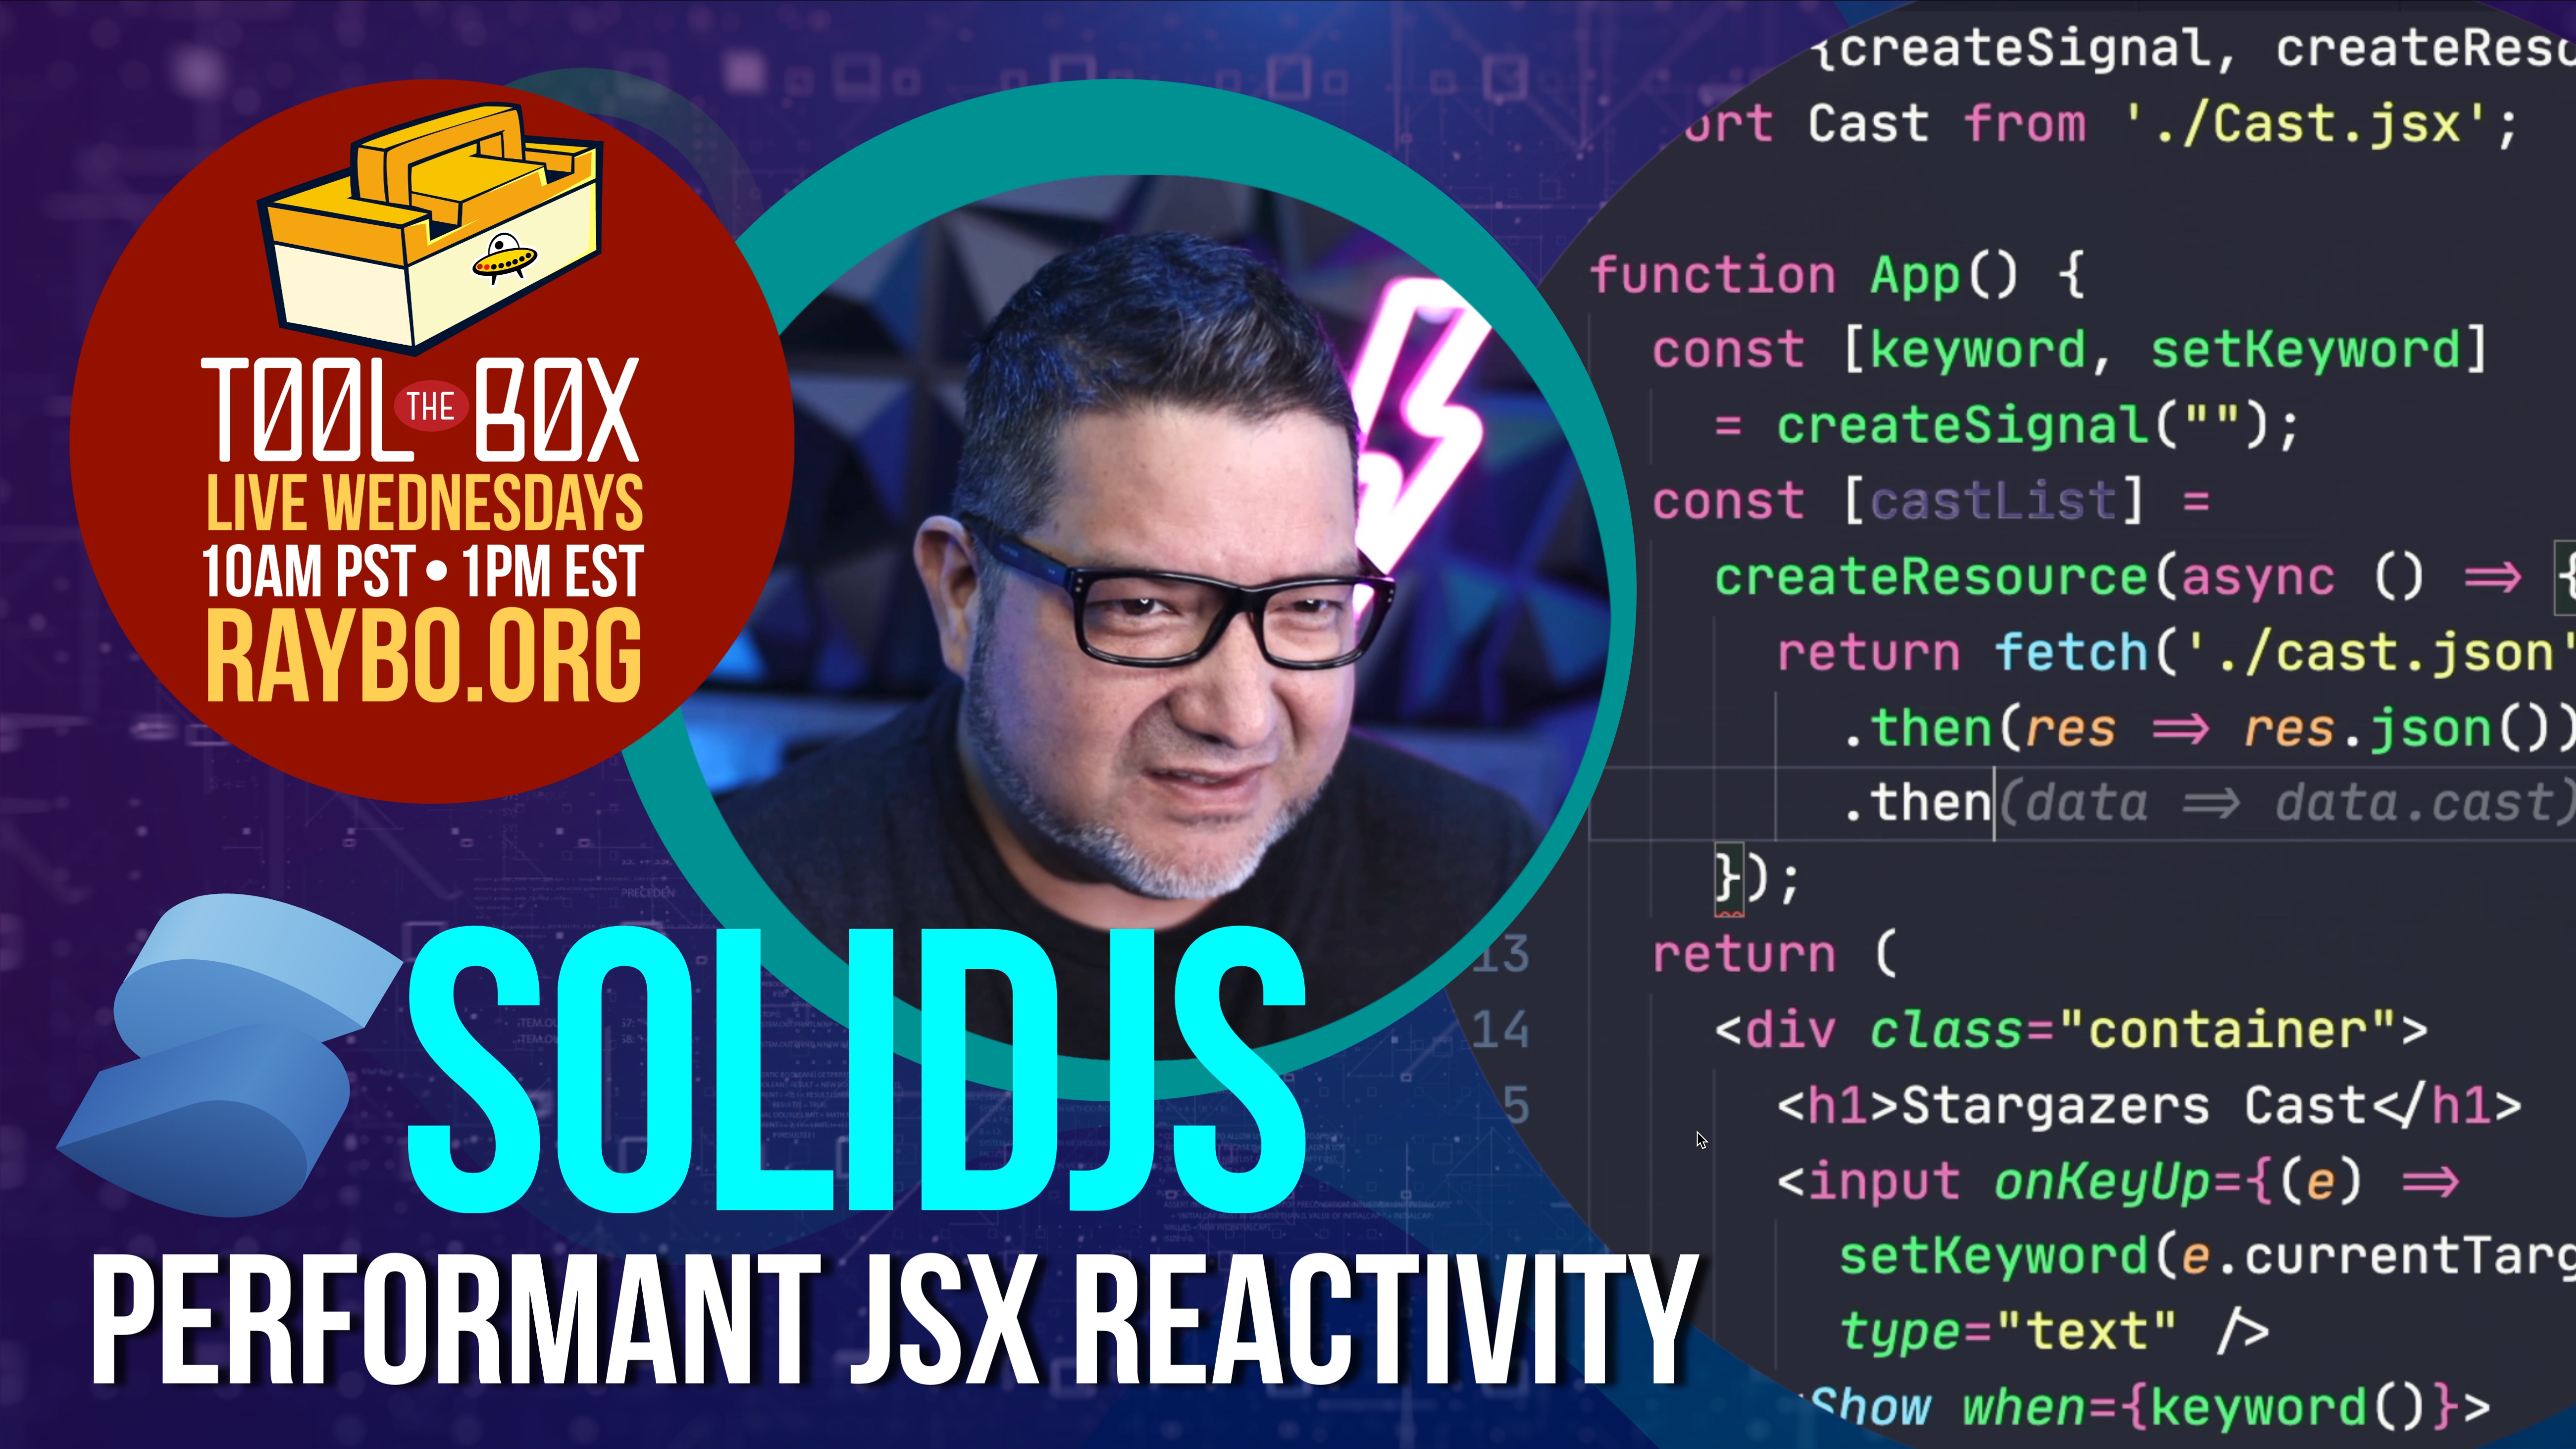 TOOL THE BOX
LIVE WEDNESDAYS
10AM PST • 1PM EST
RAYBO.ORG
SOLIDJS
PERFORMANT JSX REACTIVITY
{createSignal, createReso
ort Cast from './Cast.jsx';
function App() {
const [keyword, setKeyword]
= createSignal("");
const [castList] =
createResource(async () => {
return fetch('./cast.json'
.then(res => res.json())
.then(data => data.cast)
});
13 return (
14 <div class="container">
5 <h1>Stargazers Cast</h1>
<input onKeyUp={(e) =>
setKeyword(e.currentTarg
type="text" />
Show when={keyword()}>